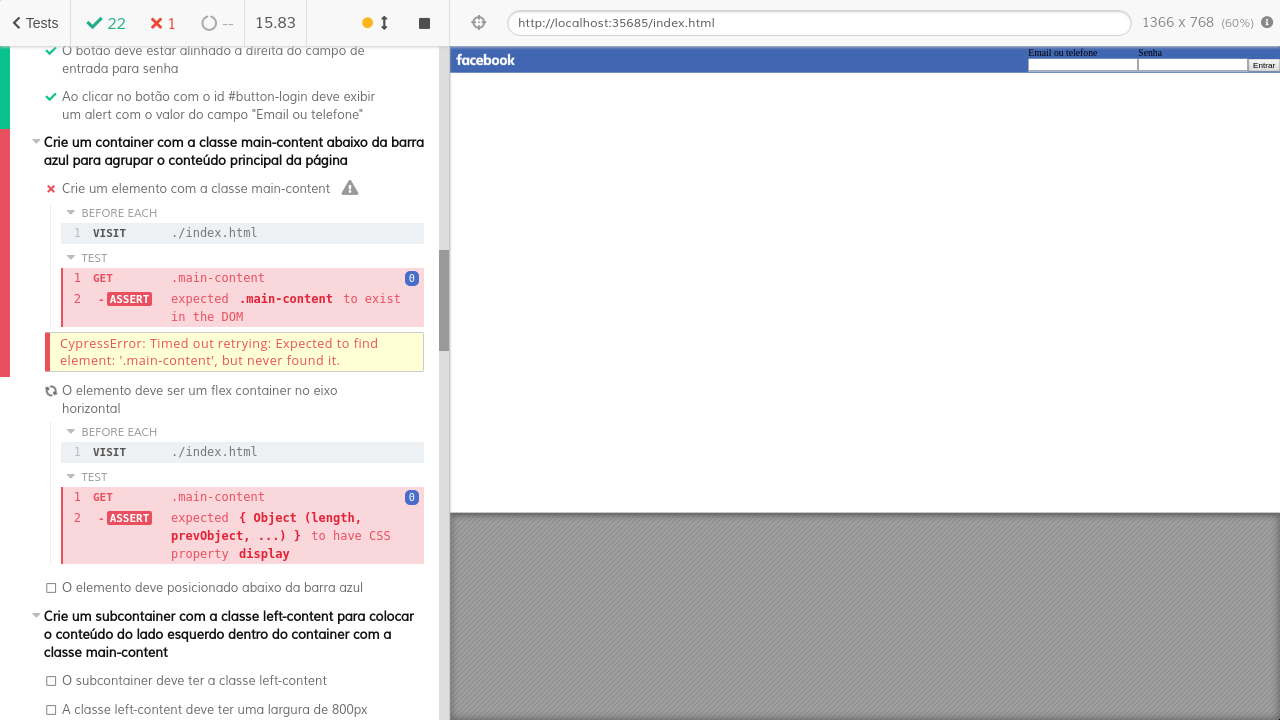 Tests
22
1
--
15.83
http://localhost:35685/index.html
1366 x 768 (60%)
O botão deve estar alinhado a direita do campo de
entrada para senha
Ao clicar no botão com o id #button-login deve exibir
um alert com o valor do campo "Email ou telefone"
Crie um container com a classe main-content abaixo da barra
azul para agrupar o conteúdo principal da página
Crie um elemento com a classe main-content
BEFORE EACH
1 VISIT ./index.html
TEST
1 GET .main-content 0
2 -ASSERT expected .main-content to exist
in the DOM
CypressError: Timed out retrying: Expected to find
element: '.main-content', but never found it.
O elemento deve ser um flex container no eixo
horizontal
BEFORE EACH
1 VISIT ./index.html
TEST
1 GET .main-content 0
2 -ASSERT expected { Object (length,
prevObject, ...) } to have CSS
property display
O elemento deve posicionado abaixo da barra azul
Crie um subcontainer com a classe left-content para colocar
o conteúdo do lado esquerdo dentro do container com a
classe main-content
O subcontainer deve ter a classe left-content
A classe left-content deve ter uma largura de 800px
facebook
Email ou telefone
Senha
Entrar